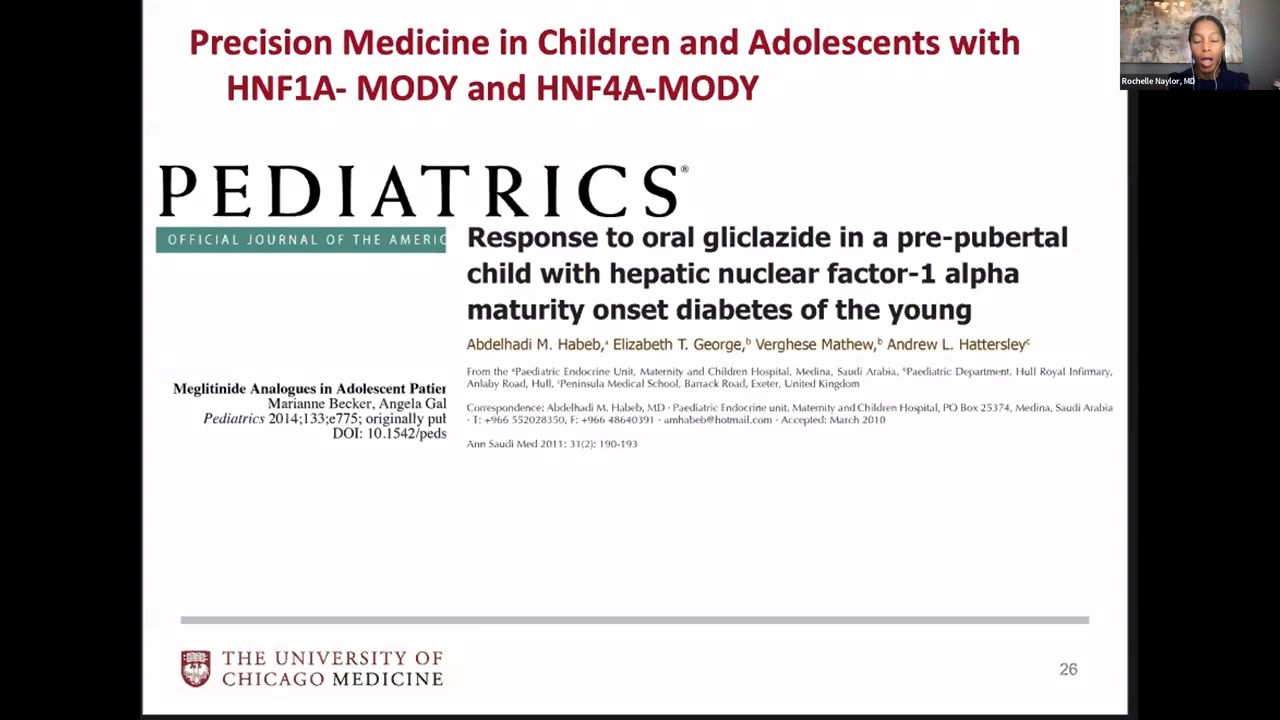 Precision Medicine in Children and Adolescents with
HNF1A- MODY and HNF4A-MODY
Rochelle Naylor, MD
PEDIATRICS®
OFFICIAL JOURNAL OF THE AMERIC
Response to oral gliclazide in a pre-pubertal
child with hepatic nuclear factor-1 alpha
maturity onset diabetes of the young
Abdelhadi M. Habeb,ᵃ Elizabeth T. George,ᵇ Verghese Mathew,ᵇ Andrew L. Hattersleyᶜ
From the ᵃPaediatric Endocrine Unit, Maternity and Children Hospital, Medina, Saudi Arabia, ᵇPaediatric Department, Hull Royal Infirmary,
Anlaby Road, Hull, ᶜPeninsula Medical School, Barrack Road, Exeter, United Kingdom
Correspondence: Abdelhadi M. Habeb, MD · Paediatric Endocrine unit, Maternity and Children Hospital, PO Box 25374, Medina, Saudi Arabia
· T: +966 552028350, F: +966 48640391 · amhabeb@hotmail.com · Accepted: March 2010
Ann Saudi Med 2011: 31(2): 190-193
Meglitinide Analogues in Adolescent Patien
Marianne Becker, Angela Gal
Pediatrics 2014;133;e775; originally put
DOI: 10.1542/peds
THE UNIVERSITY OF
CHICAGO MEDICINE
26